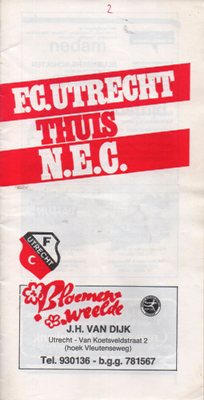 2
F.C. UTRECHT
THUIS
N.E.C.
F
UTRECHT
C
Bloemen-
weelde
J.H. VAN DIJK
Utrecht - Van Koetsveldstraat 2
(hoek Vleutenseweg)
Tel. 930136 - b.g.g. 781567